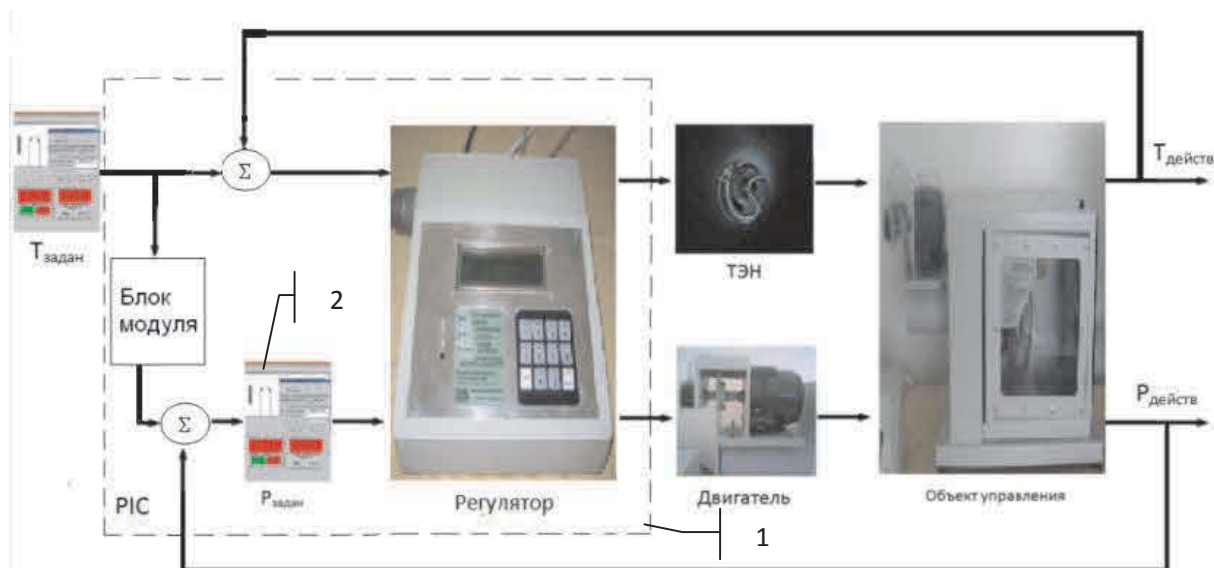 Σ
Tдейств
Tзадан
ТЭН
Блок
модуля
2
Σ
Pдейств
Pзадан
PIC
Регулятор
Двигатель
Объект управления
1